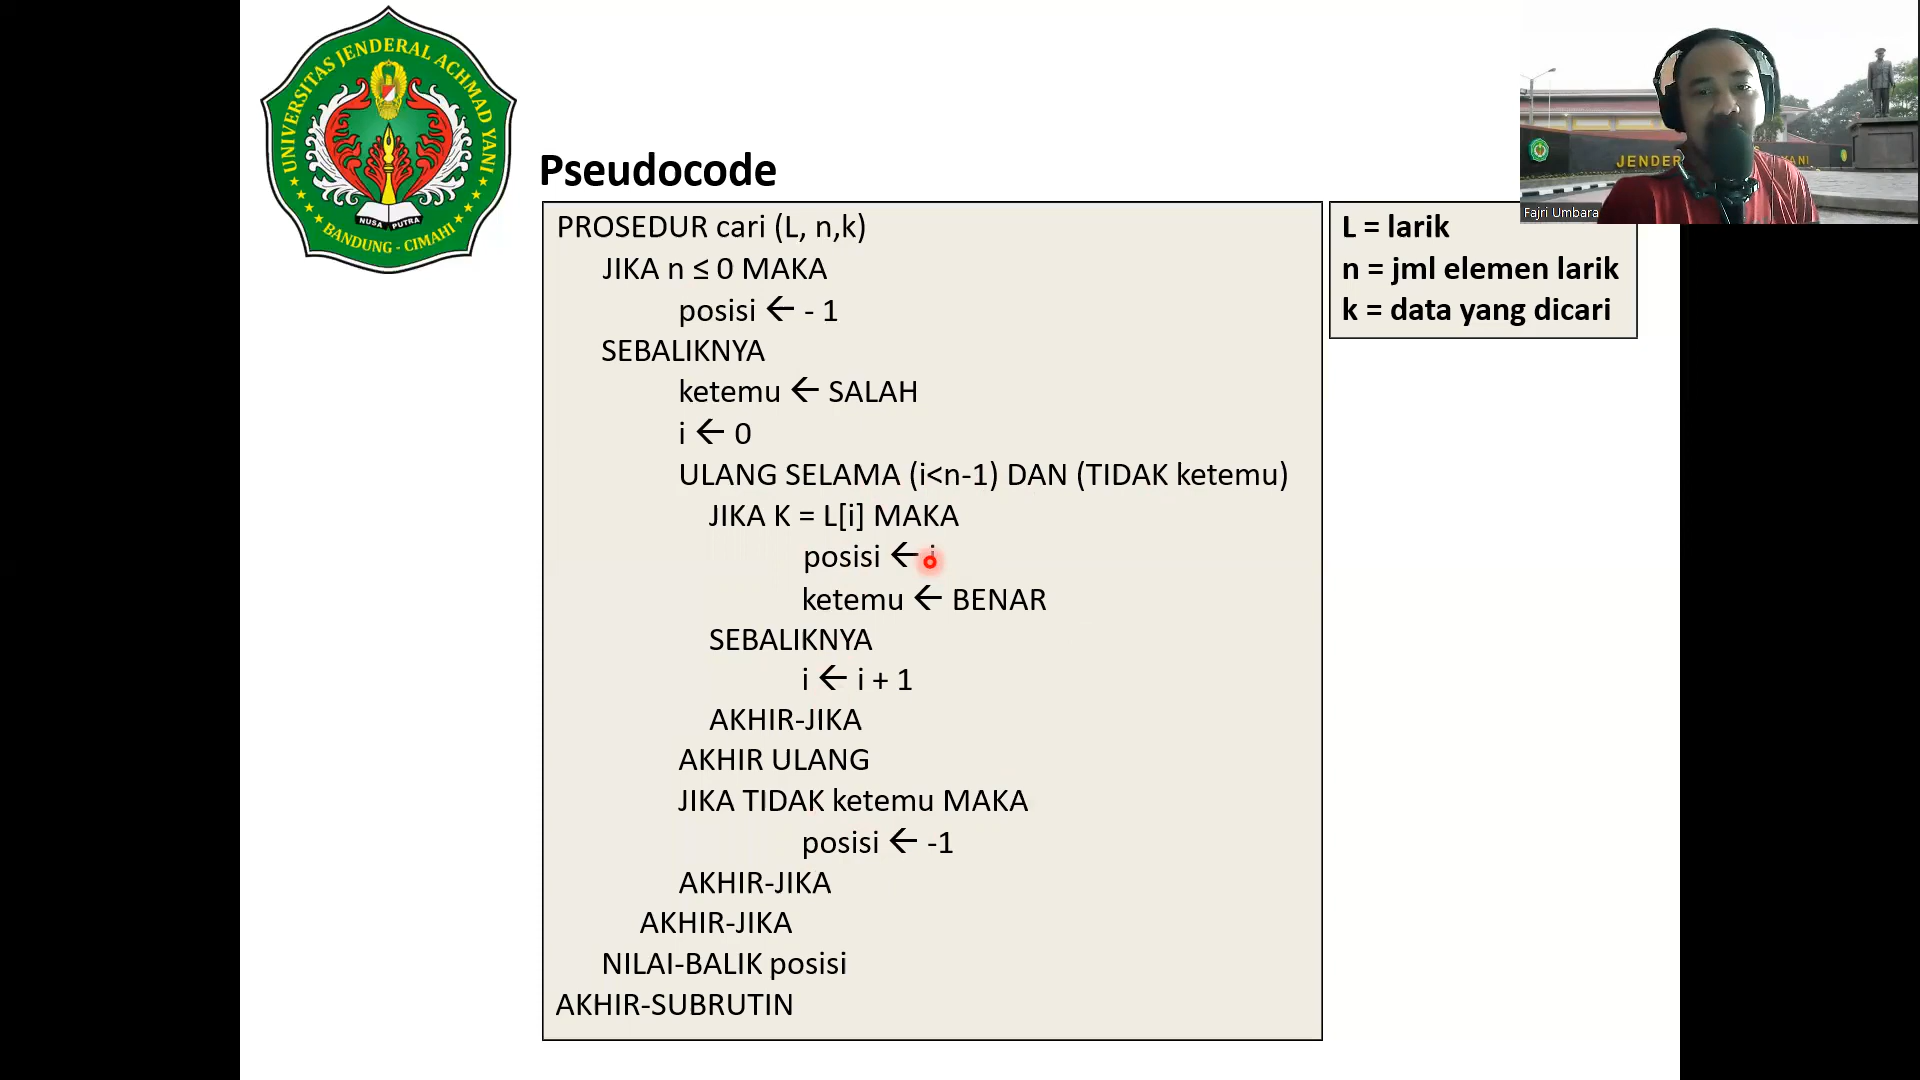 UNIVERSITAS JENDERAL ACHMAD YANI
NUSA PUTRA
BANDUNG - CIMAHI
Pseudocode
PROSEDUR cari (L, n,k)
JIKA n ≤ 0 MAKA
posisi ← - 1
SEBALIKNYA
ketemu ← SALAH
i ← 0
ULANG SELAMA (i<n-1) DAN (TIDAK ketemu)
JIKA K = L[i] MAKA
posisi ← i
ketemu ← BENAR
SEBALIKNYA
i ← i + 1
AKHIR-JIKA
AKHIR ULANG
JIKA TIDAK ketemu MAKA
posisi ← -1
AKHIR-JIKA
AKHIR-JIKA
NILAI-BALIK posisi
AKHIR-SUBRUTIN
L = larik
n = jml elemen larik
k = data yang dicari
JENDER
ANI
Fajri Umbara